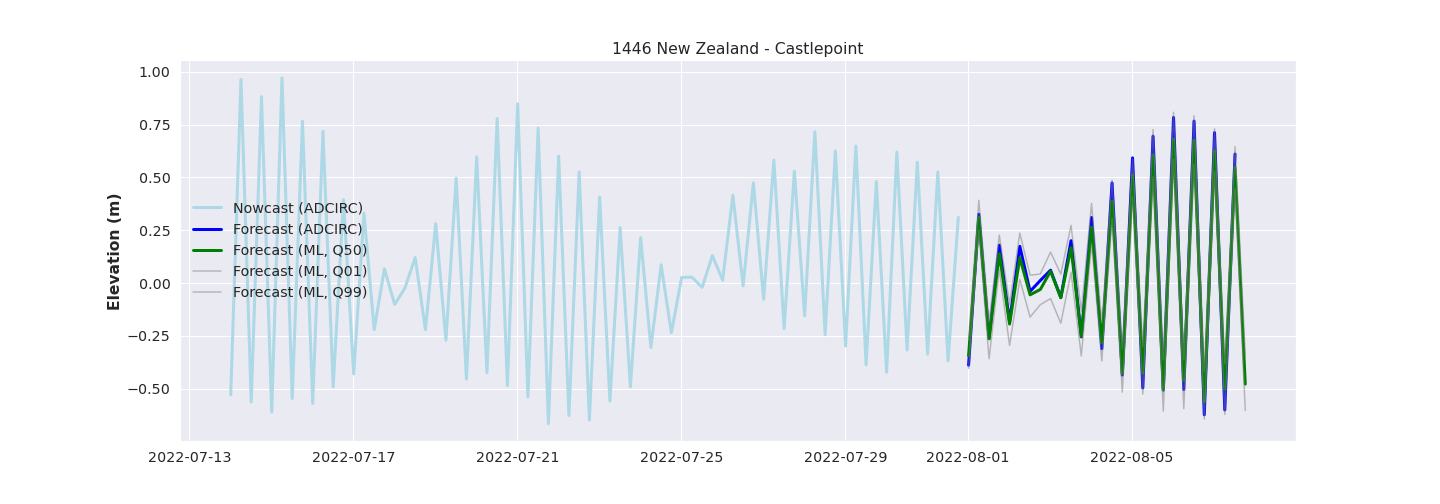 1446 New Zealand - Castlepoint
Elevation (m)
1.00
0.75
0.50
0.25
0.00
−0.25
−0.50
Nowcast (ADCIRC)
Forecast (ADCIRC)
Forecast (ML, Q50)
Forecast (ML, Q01)
Forecast (ML, Q99)
2022-07-13
2022-07-17
2022-07-21
2022-07-25
2022-07-29
2022-08-01
2022-08-05